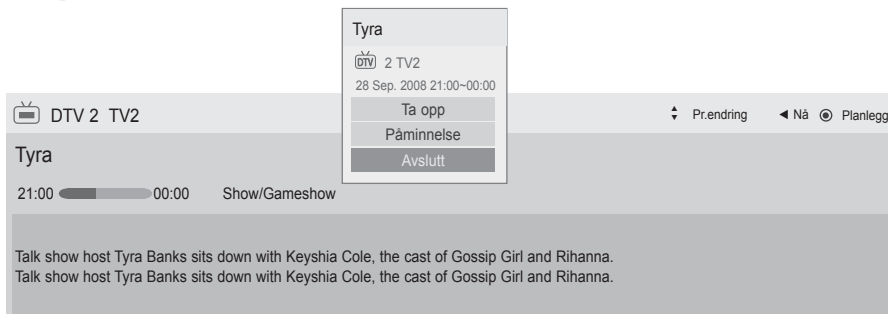 Tyra
DTV 2 TV2
28 Sep. 2008 21:00~00:00
Ta opp
Påminnelse
Avslutt
DTV 2 TV2
Pr.endring ◄ Nå ◉ Planlegg
Tyra
21:00 00:00 Show/Gameshow
Talk show host Tyra Banks sits down with Keyshia Cole, the cast of Gossip Girl and Rihanna.
Talk show host Tyra Banks sits down with Keyshia Cole, the cast of Gossip Girl and Rihanna.